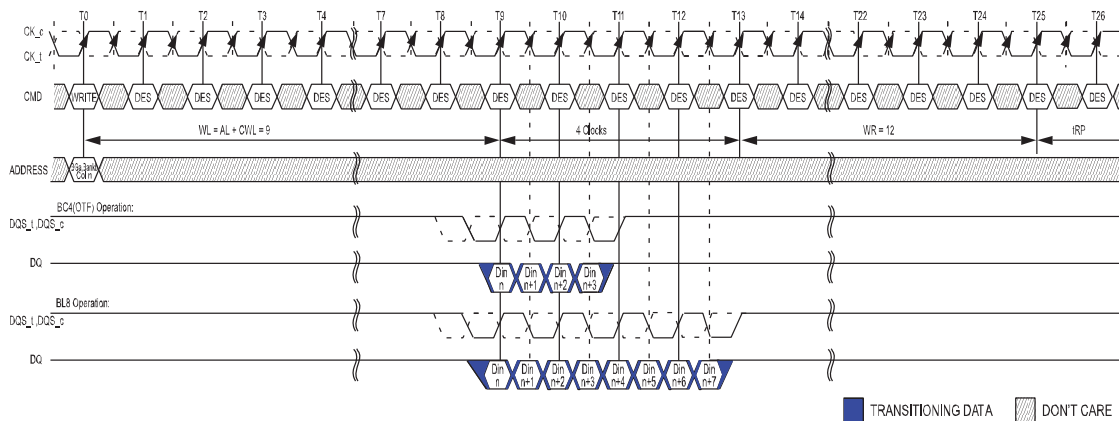 T0 T1 T2 T3 T4 T7 T8 T9 T10 T11 T12 T13 T14 T22 T23 T24 T25 T26
CK_c
CK_t
CMD WRITE DES DES DES DES DES DES DES DES DES DES DES DES DES DES DES DES DES
WL = AL + CWL = 9 4 Clocks WR = 12 tRP
ADDRESS
Col n
BC4(OTF) Operation:
DQS_t ,DQS_c
DQ Din n Din n+1 Din n+2 Din n+3
BL8 Operation:
DQS_t ,DQS_c
DQ Din n Din n+1 Din n+2 Din n+3 Din n+4 Din n+5 Din n+6 Din n+7
TRANSITIONING DATA DON'T CARE